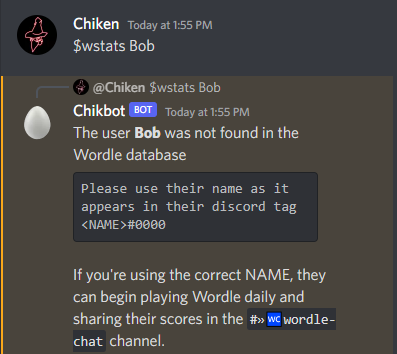 Chiken Today at 1:55 PM
$wstats Bob
@Chiken $wstats Bob
Chikbot BOT Today at 1:55 PM
The user Bob was not found in the
Wordle database
Please use their name as it
appears in their discord tag
<NAME>#0000
If you're using the correct NAME, they
can begin playing Wordle daily and
sharing their scores in the #» WC wordle-
chat channel.